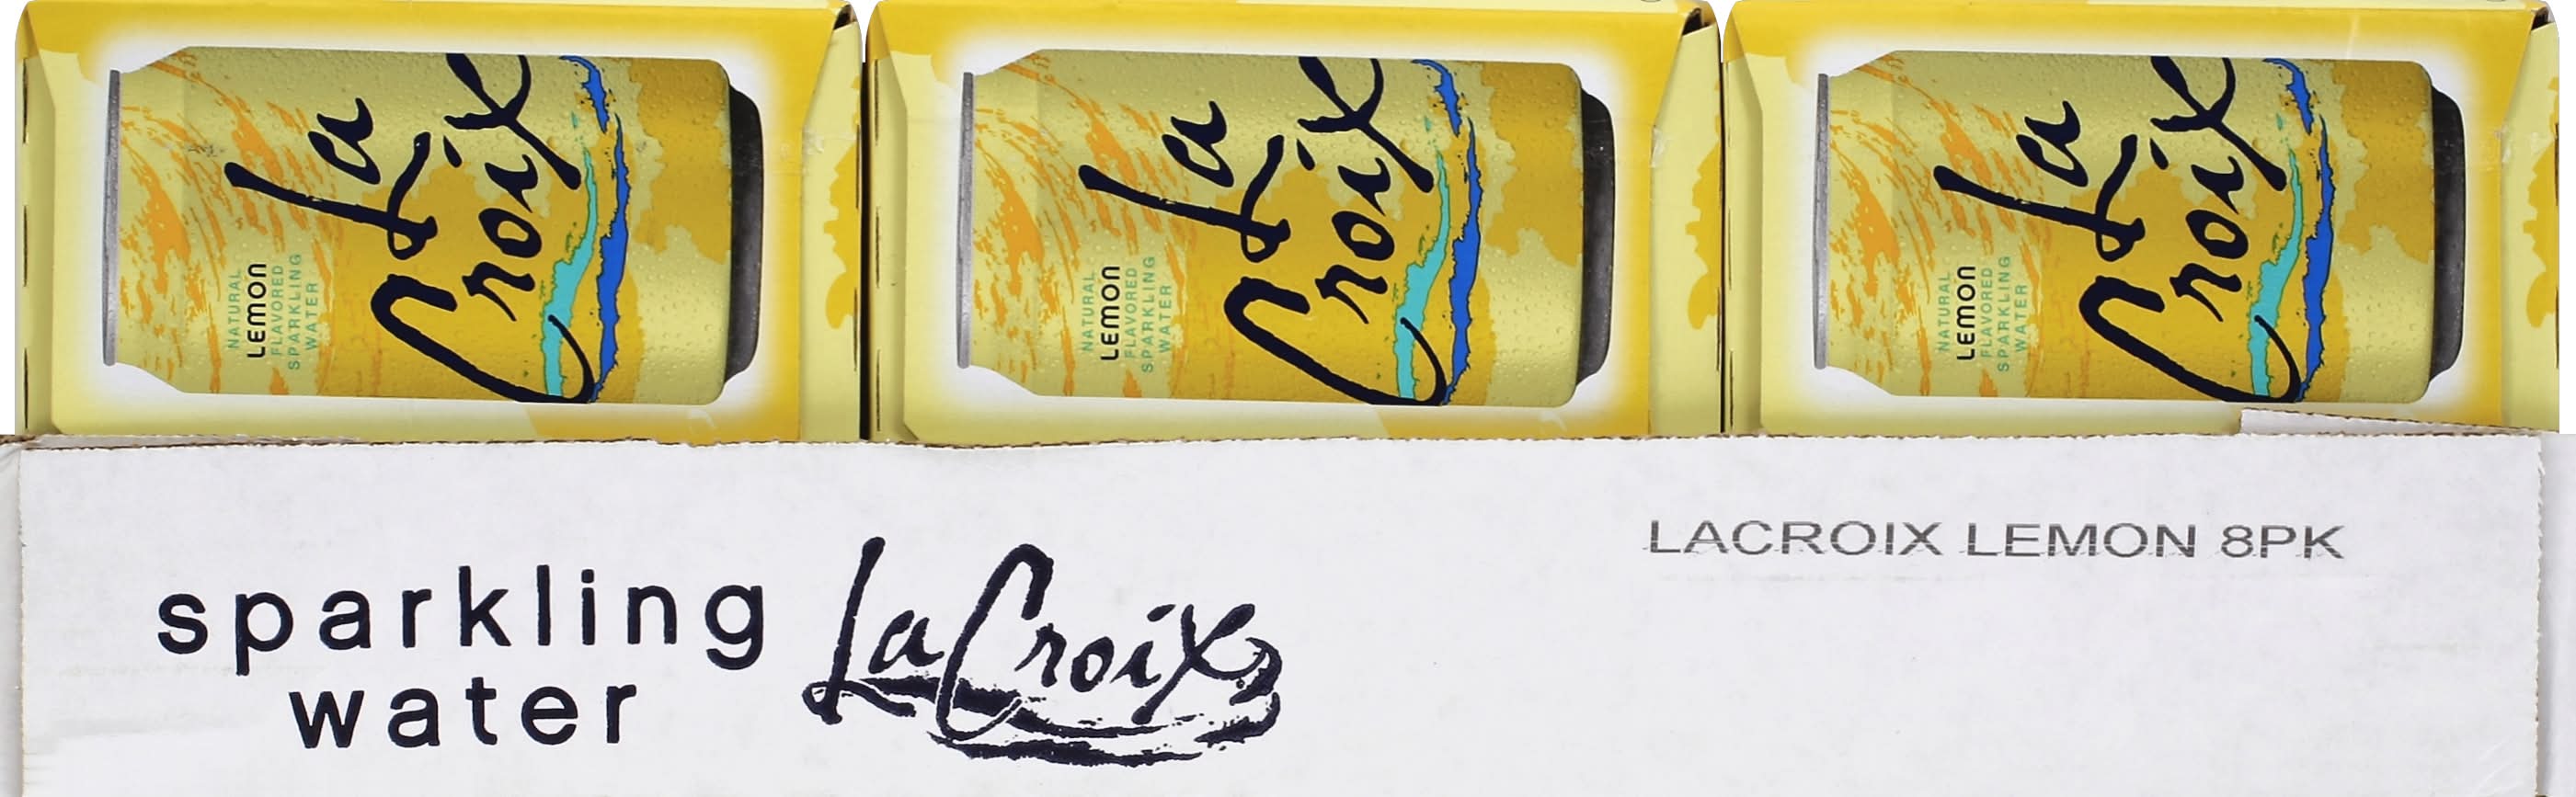 NATURAL
LEMON
FLAVORED
SPARKLING
WATER
La
Croix
NATURAL
LEMON
FLAVORED
SPARKLING
WATER
La
Croix
NATURAL
LEMON
FLAVORED
SPARKLING
WATER
La
Croix
sparkling
water
LaCroix
LACROIX LEMON 8PK